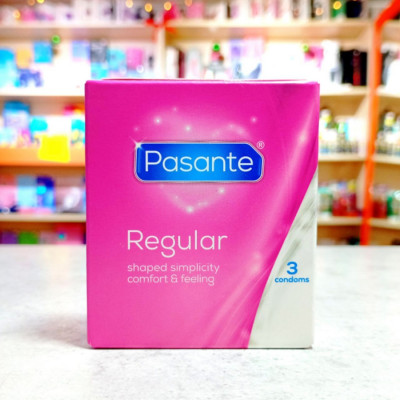 Pasante®
Regular
shaped simplicity
comfort & feeling
3
condoms